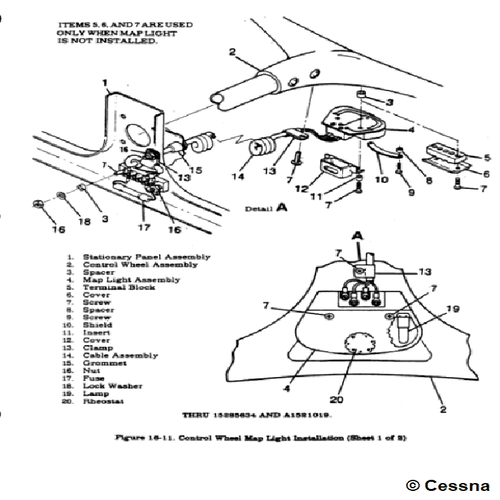 ITEMS 5, 6, AND 7 ARE USED
ONLY WHEN MAP LIGHT
IS NOT INSTALLED.
1
2
3
4
5
6
7
8
9
10
7
11
12
7
13
14
15
13
16
7
16
18
3
17
16
Detail A
A
7
13
7
7
19
4
20
2
1. Stationary Panel Assembly
2. Control Wheel Assembly
3. Spacer
4. Map Light Assembly
5. Terminal Block
6. Cover
7. Screw
8. Spacer
9. Screw
10. Shield
11. Insert
12. Cover
13. Clamp
14. Cable Assembly
15. Grommet
16. Nut
17. Fuse
18. Lock Washer
19. Lamp
20. Rheostat
THRU 15285634 AND A1521019.
Figure 16-11. Control Wheel Map Light Installation (Sheet 1 of 2)
© Cessna